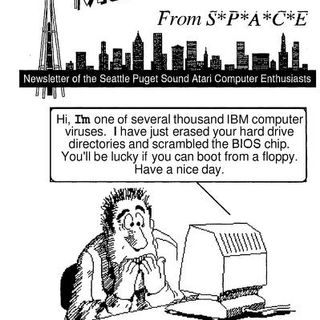 From S*P*A*C*E
Newsletter of the Seattle Puget Sound Atari Computer Enthusiasts
Hi, I'm one of several thousand IBM computer
viruses. I have just erased your hard drive
directories and scrambled the BIOS chip.
You'll be lucky if you can boot from a floppy.
Have a nice day.